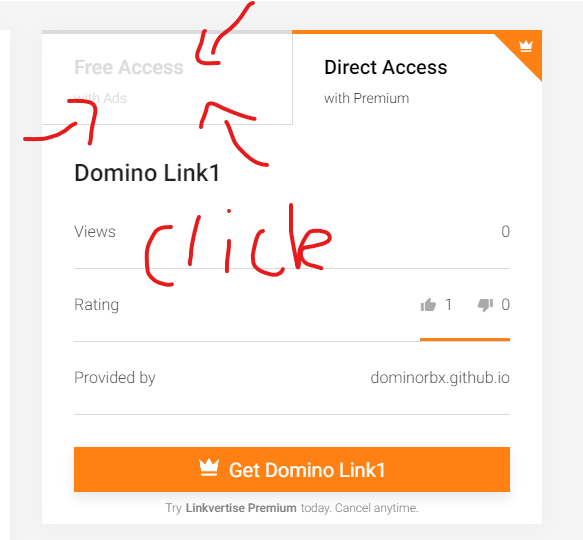 Free Access
with Ads
Direct Access
with Premium
Domino Link1
click
Views 0
Rating 1 0
Provided by dominorbx.github.io
Get Domino Link1
Try Linkvertise Premium today. Cancel anytime.